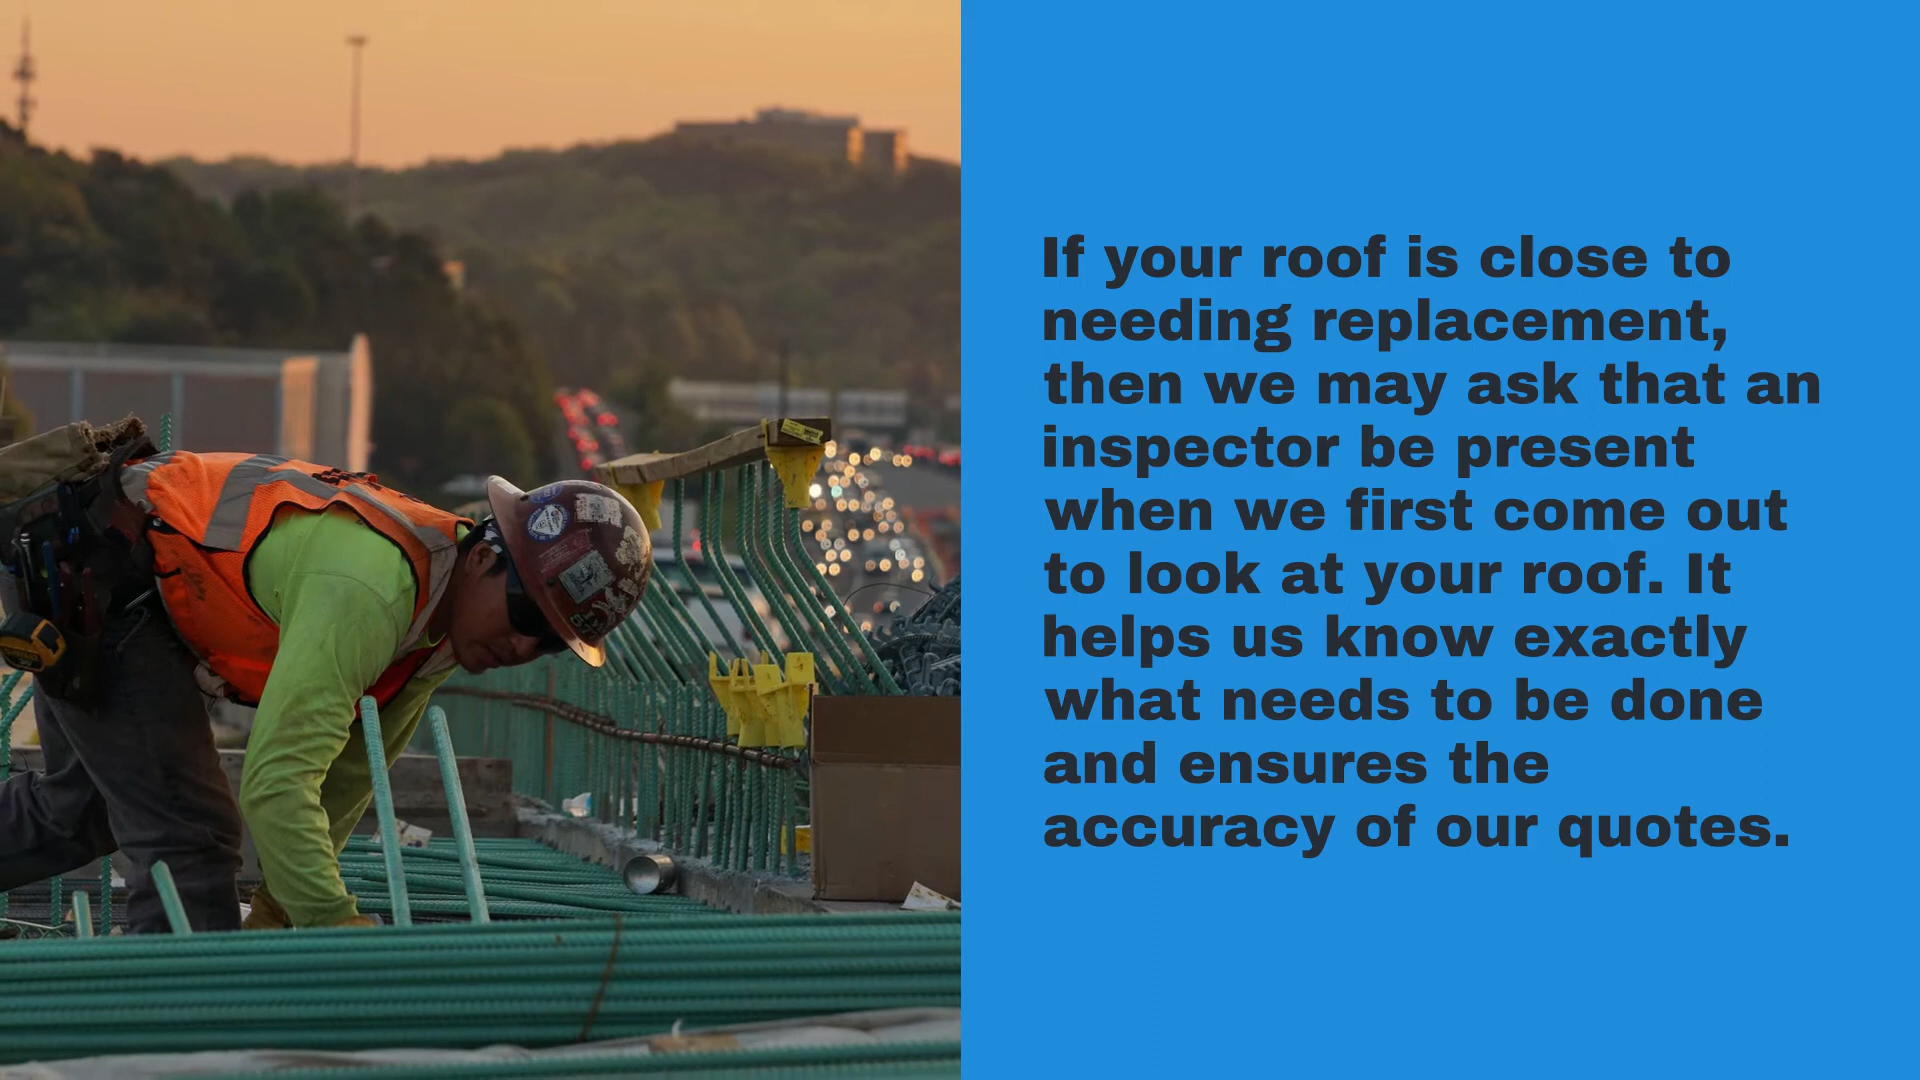 If your roof is close to
needing replacement,
then we may ask that an
inspector be present
when we first come out
to look at your roof. It
helps us know exactly
what needs to be done
and ensures the
accuracy of our quotes.